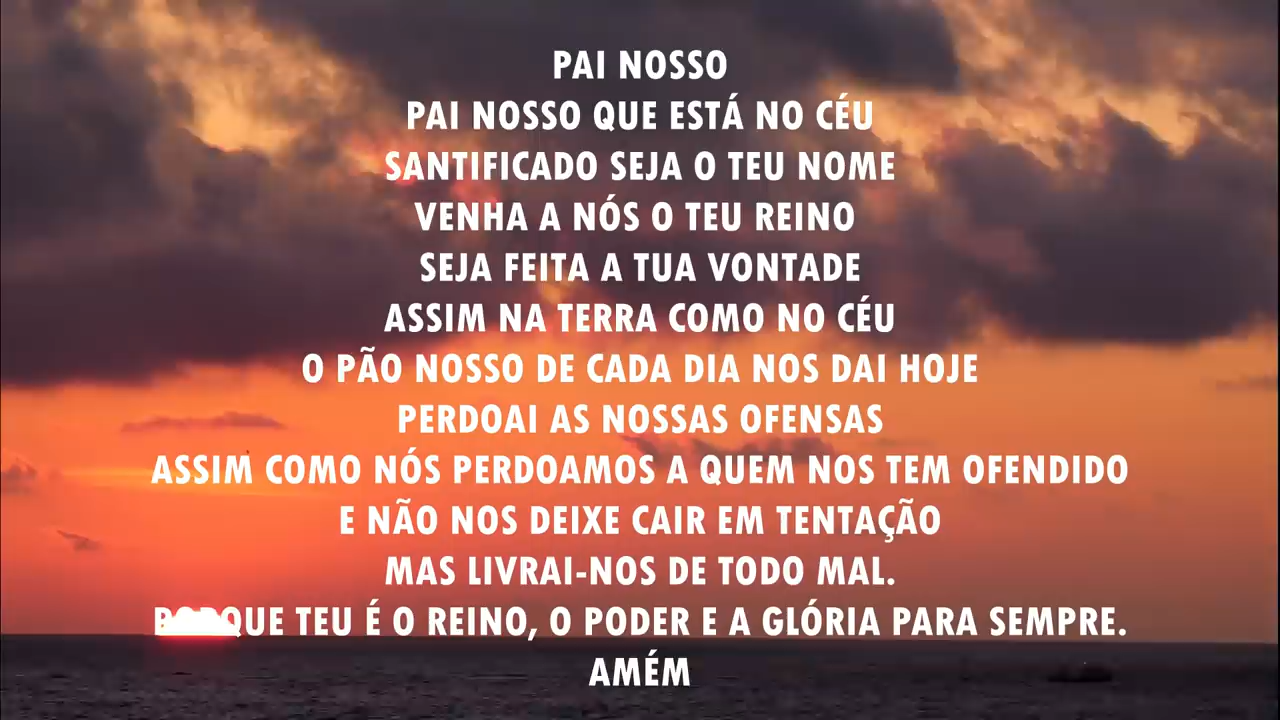 PAI NOSSO
PAI NOSSO QUE ESTÁ NO CÉU
SANTIFICADO SEJA O TEU NOME
VENHA A NÓS O TEU REINO
SEJA FEITA A TUA VONTADE
ASSIM NA TERRA COMO NO CÉU
O PÃO NOSSO DE CADA DIA NOS DAI HOJE
PERDOAI AS NOSSAS OFENSAS
ASSIM COMO NÓS PERDOAMOS A QUEM NOS TEM OFENDIDO
E NÃO NOS DEIXE CAIR EM TENTAÇÃO
MAS LIVRAI-NOS DE TODO MAL.
PORQUE TEU É O REINO, O PODER E A GLÓRIA PARA SEMPRE.
AMÉM